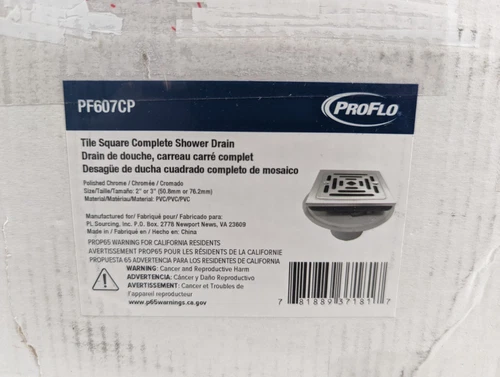 PF607CP
PROFLO
Tile Square Complete Shower Drain
Drain de douche, carreau carré complet
Desagüe de ducha cuadrado completo de mosaico
Polished Chrome / Chromée / Cromado
Size/Taille/Tamaño: 2" or 3" (50.8mm or 76.2mm)
Material/Matériau/Material: PVC/PVC/PVC
Manufactured for/ Fabriqué pour/ Fabricado para:
PL Sourcing, Inc. P.O. Box. 2778 Newport News, VA 23609
Made in / Fabriqué en / Hecho en: China
PROP65 WARNING FOR CALIFORNIA RESIDENTS
AVERTISSEMENT PROP65 POUR LES RÉSIDENTS DE LA CALIFORNIE
PROPUESTA 65 ADVERTENCIA PARA LOS RESIDENTES DE CALIFORNIA
WARNING: Cancer and Reproductive Harm
ADVERTENCIA: Cáncer y Daño Reproductivo
AVERTISSEMENT: Cancer et Troubles de
l'appareil reproducteur
www.p65warnings.ca.gov
7 81889 37181 7